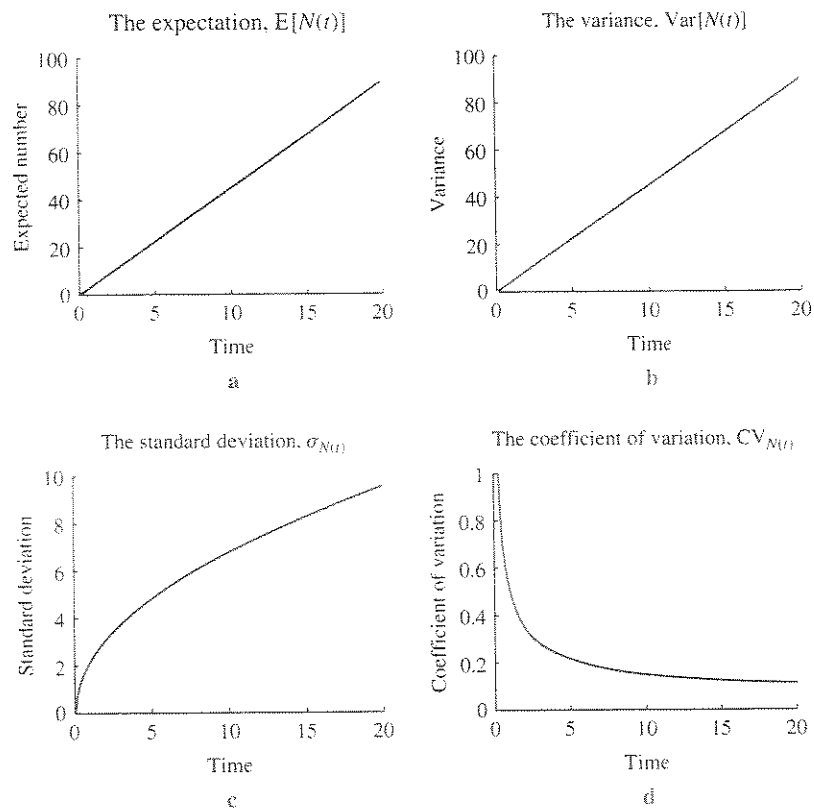 The expectation, E[N(t)]
100
80
60
40
20
0
Expected number
0 5 10 15 20
Time
a
The variance, Var[N(t)]
100
80
60
40
20
0
Variance
0 5 10 15 20
Time
b
The standard deviation, σN(t)
10
8
6
4
2
0
Standard deviation
0 5 10 15 20
Time
c
The coefficient of variation, CVN(t)
1
0.8
0.6
0.4
0.2
0
Coefficient of variation
0 5 10 15 20
Time
d